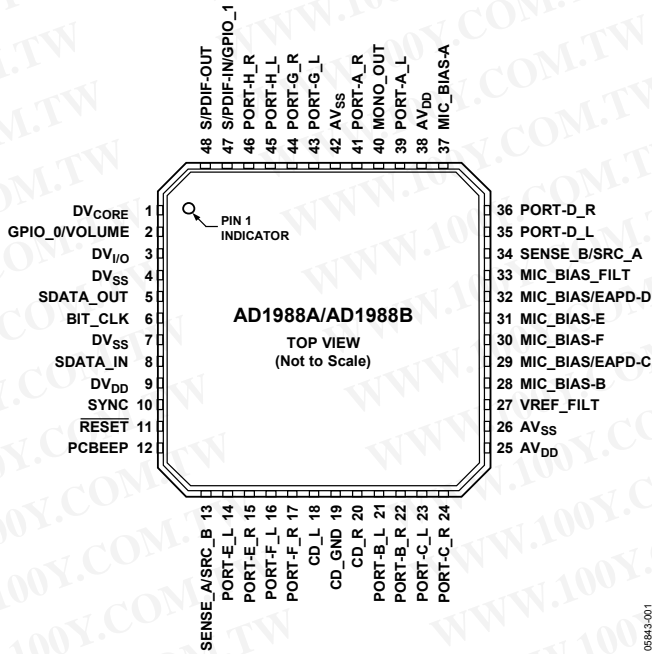 48 S/PDIF-OUT
47 S/PDIF-IN/GPIO_1
46 PORT-H_R
45 PORT-H_L
44 PORT-G_R
43 PORT-G_L
42 AVSS
41 PORT-A_R
40 MONO_OUT
39 PORT-A_L
38 AVDD
37 MIC_BIAS-A
DVCORE 1
GPIO_0/VOLUME 2
DVI/O 3
DVSS 4
SDATA_OUT 5
BIT_CLK 6
DVSS 7
SDATA_IN 8
DVDD 9
SYNC 10
RESET 11
PCBEEP 12
PIN 1
INDICATOR
AD1988A/AD1988B
TOP VIEW
(Not to Scale)
36 PORT-D_R
35 PORT-D_L
34 SENSE_B/SRC_A
33 MIC_BIAS_FILT
32 MIC_BIAS/EAPD-D
31 MIC_BIAS-E
30 MIC_BIAS-F
29 MIC_BIAS/EAPD-C
28 MIC_BIAS-B
27 VREF_FILT
26 AVSS
25 AVDD
SENSE_A/SRC_B 13
PORT-E_L 14
PORT-E_R 15
PORT-F_L 16
PORT-F_R 17
CD_L 18
CD_GND 19
CD_R 20
PORT-B_L 21
PORT-B_R 22
PORT-C_L 23
PORT-C_R 24
05843-001
WWW.100Y.COM.TW